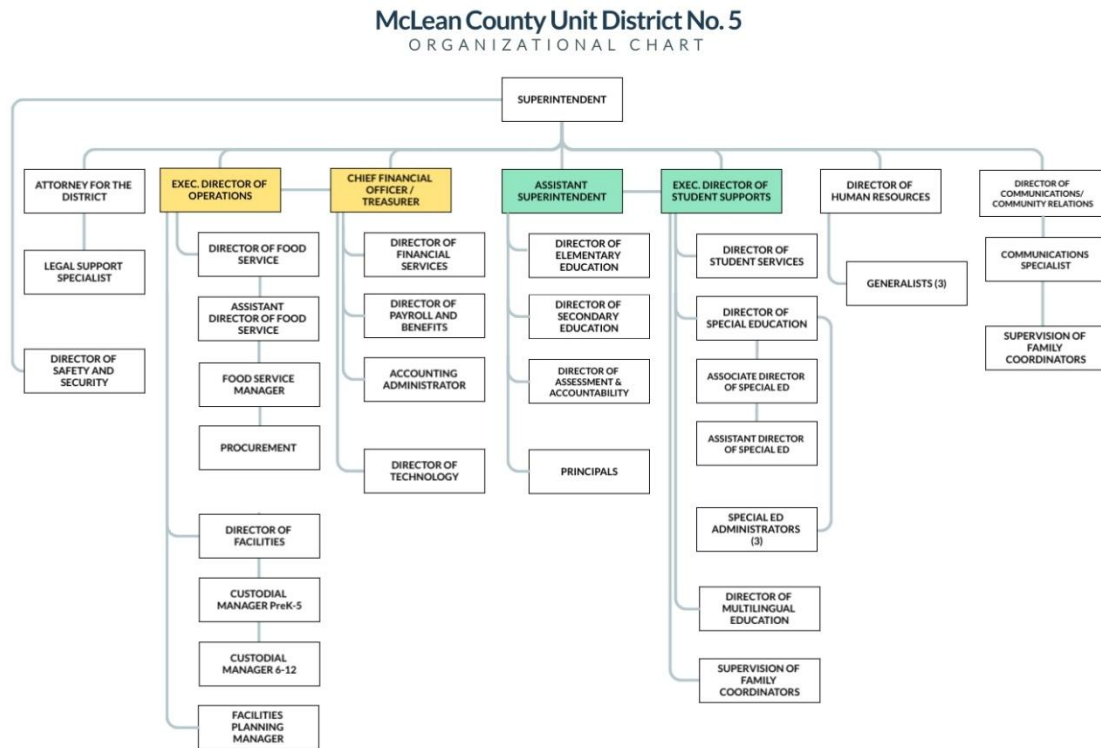 McLean County Unit District No. 5
ORGANIZATIONAL CHART
SUPERINTENDENT
ATTORNEY FOR THE
DISTRICT
LEGAL SUPPORT
SPECIALIST
DIRECTOR OF
SAFETY AND
SECURITY
EXEC. DIRECTOR OF
OPERATIONS
DIRECTOR OF FOOD
SERVICE
ASSISTANT
DIRECTOR OF FOOD
SERVICE
FOOD SERVICE
MANAGER
PROCUREMENT
DIRECTOR OF
FACILITIES
CUSTODIAL
MANAGER PreK-5
CUSTODIAL
MANAGER 6-12
FACILITIES
PLANNING
MANAGER
CHIEF FINANCIAL
OFFICER /
TREASURER
DIRECTOR OF
FINANCIAL
SERVICES
DIRECTOR OF
PAYROLL AND
BENEFITS
ACCOUNTING
ADMINISTRATOR
DIRECTOR OF
TECHNOLOGY
ASSISTANT
SUPERINTENDENT
DIRECTOR OF
ELEMENTARY
EDUCATION
DIRECTOR OF
SECONDARY
EDUCATION
DIRECTOR OF
ASSESSMENT &
ACCOUNTABILITY
PRINCIPALS
EXEC. DIRECTOR OF
STUDENT SUPPORTS
DIRECTOR OF
STUDENT SERVICES
DIRECTOR OF
SPECIAL EDUCATION
ASSOCIATE DIRECTOR
OF SPECIAL ED
ASSISTANT DIRECTOR
OF SPECIAL ED
SPECIAL ED
ADMINISTRATORS
(3)
DIRECTOR OF
MULTILINGUAL
EDUCATION
SUPERVISION OF
FAMILY
COORDINATORS
DIRECTOR OF
HUMAN RESOURCES
GENERALISTS (3)
DIRECTOR OF
COMMUNICATIONS/
COMMUNITY RELATIONS
COMMUNICATIONS
SPECIALIST
SUPERVISION OF
FAMILY
COORDINATORS